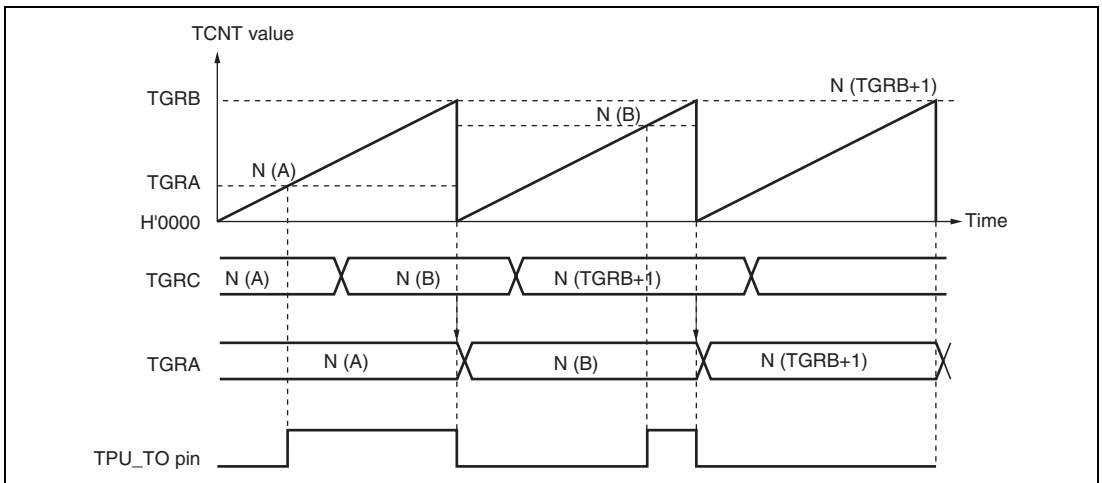 TCNT value
TGRB
N (TGRB+1)
N (B)
TGRA
N (A)
H'0000
Time
TGRC
N (A)
N (B)
N (TGRB+1)
TGRA
N (A)
N (B)
N (TGRB+1)
TPU_TO pin